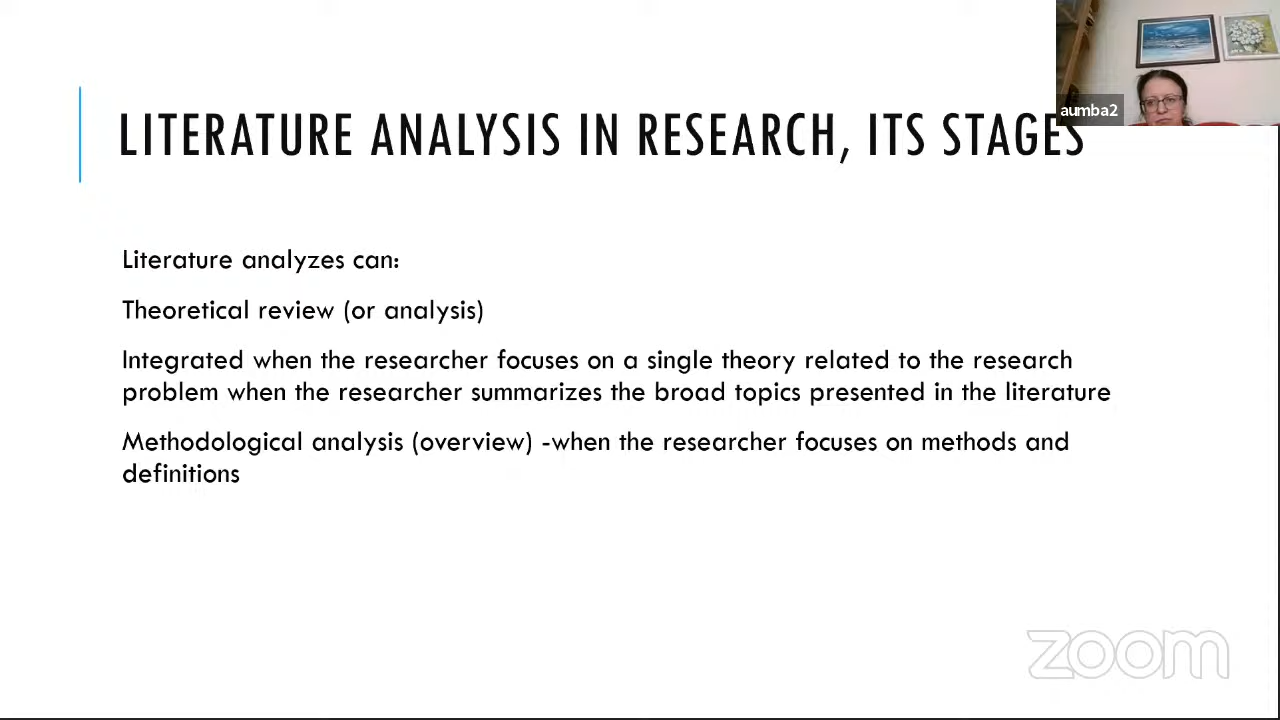 aumba2
LITERATURE ANALYSIS IN RESEARCH, ITS STAGES
Literature analyzes can:
Theoretical review (or analysis)
Integrated when the researcher focuses on a single theory related to the research
problem when the researcher summarizes the broad topics presented in the literature
Methodological analysis (overview) -when the researcher focuses on methods and
definitions
zoom